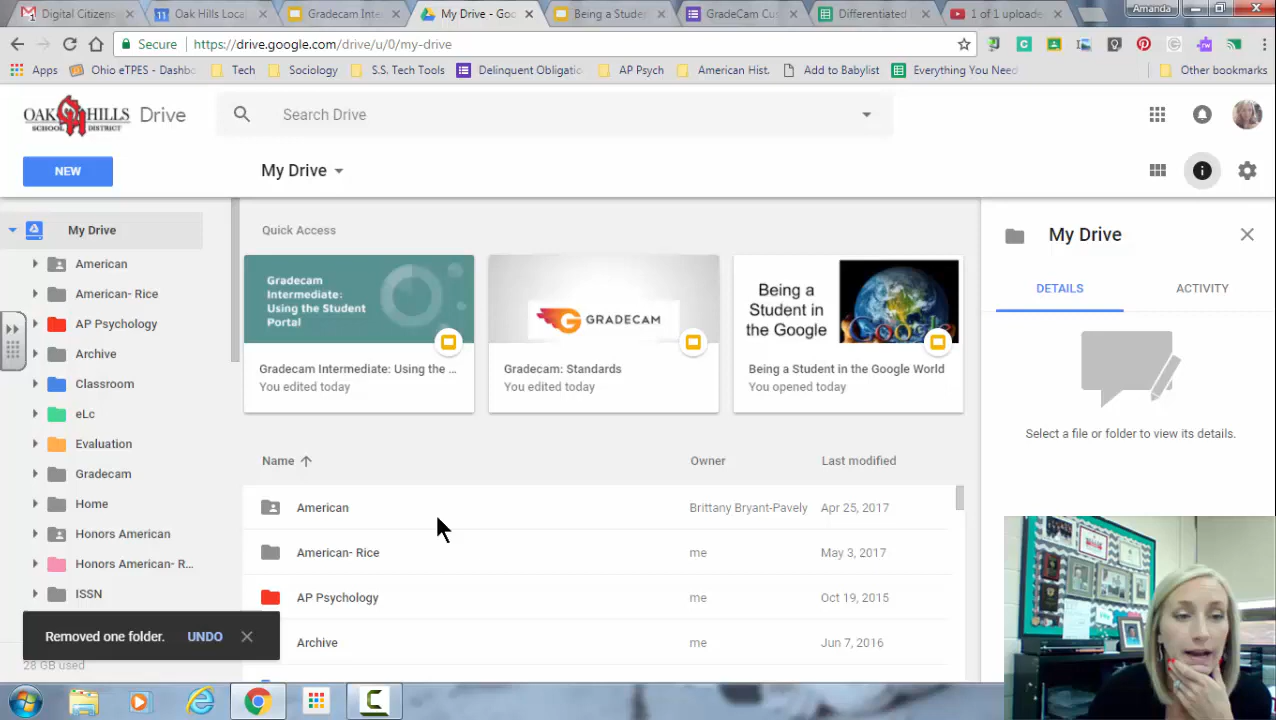 Digital Citizens
Oak Hills Loca
Gradecam Inte
My Drive - Goo
Being a Studen
GradeCam Cus
Differentiated
1 of 1 uploade
Amanda
Secure
https://drive.google.com/drive/u/0/my-drive
Apps
Ohio eTPES - Dashbo
Tech
Sociology
S.S. Tech Tools
Delinquent Obligatio
AP Psych
American Hist.
Add to Babylist
Everything You Need
Other bookmarks
OAK HILLS
SCHOOL DISTRICT
Drive
Search Drive
NEW
My Drive
Quick Access
My Drive
American
American- Rice
AP Psychology
Archive
Classroom
eLc
Evaluation
Gradecam
Home
Honors American
Honors American- R...
ISSN
Gradecam
Intermediate:
Using the Student
Portal
Gradecam Intermediate: Using the ...
You edited today
GRADECAM
Gradecam: Standards
You edited today
Being a Student
in the Google
Being a Student in the Google World
You opened today
Name
Owner
Last modified
American
Brittany Bryant-Pavely
Apr 25, 2017
American- Rice
me
May 3, 2017
AP Psychology
me
Oct 19, 2015
Archive
me
Jun 7, 2016
My Drive
DETAILS
ACTIVITY
Select a file or folder to view its details.
Removed one folder.
UNDO
28 GB used